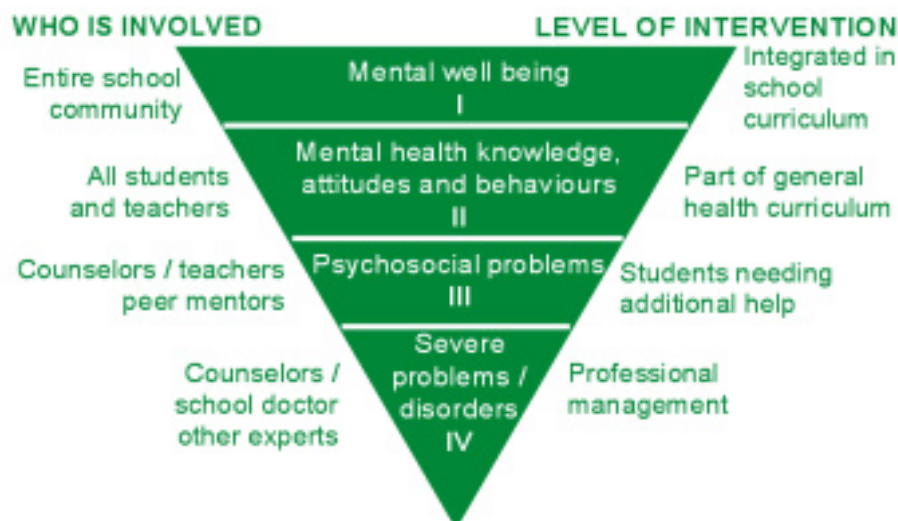 WHO IS INVOLVED
LEVEL OF INTERVENTION
Entire school
community
Mental well being
I
Integrated in
school
curriculum
All students
and teachers
Mental health knowledge,
attitudes and behaviours
II
Part of general
health curriculum
Counselors / teachers
peer mentors
Psychosocial problems
III
Students needing
additional help
Counselors /
school doctor
other experts
Severe
problems /
disorders
IV
Professional
management